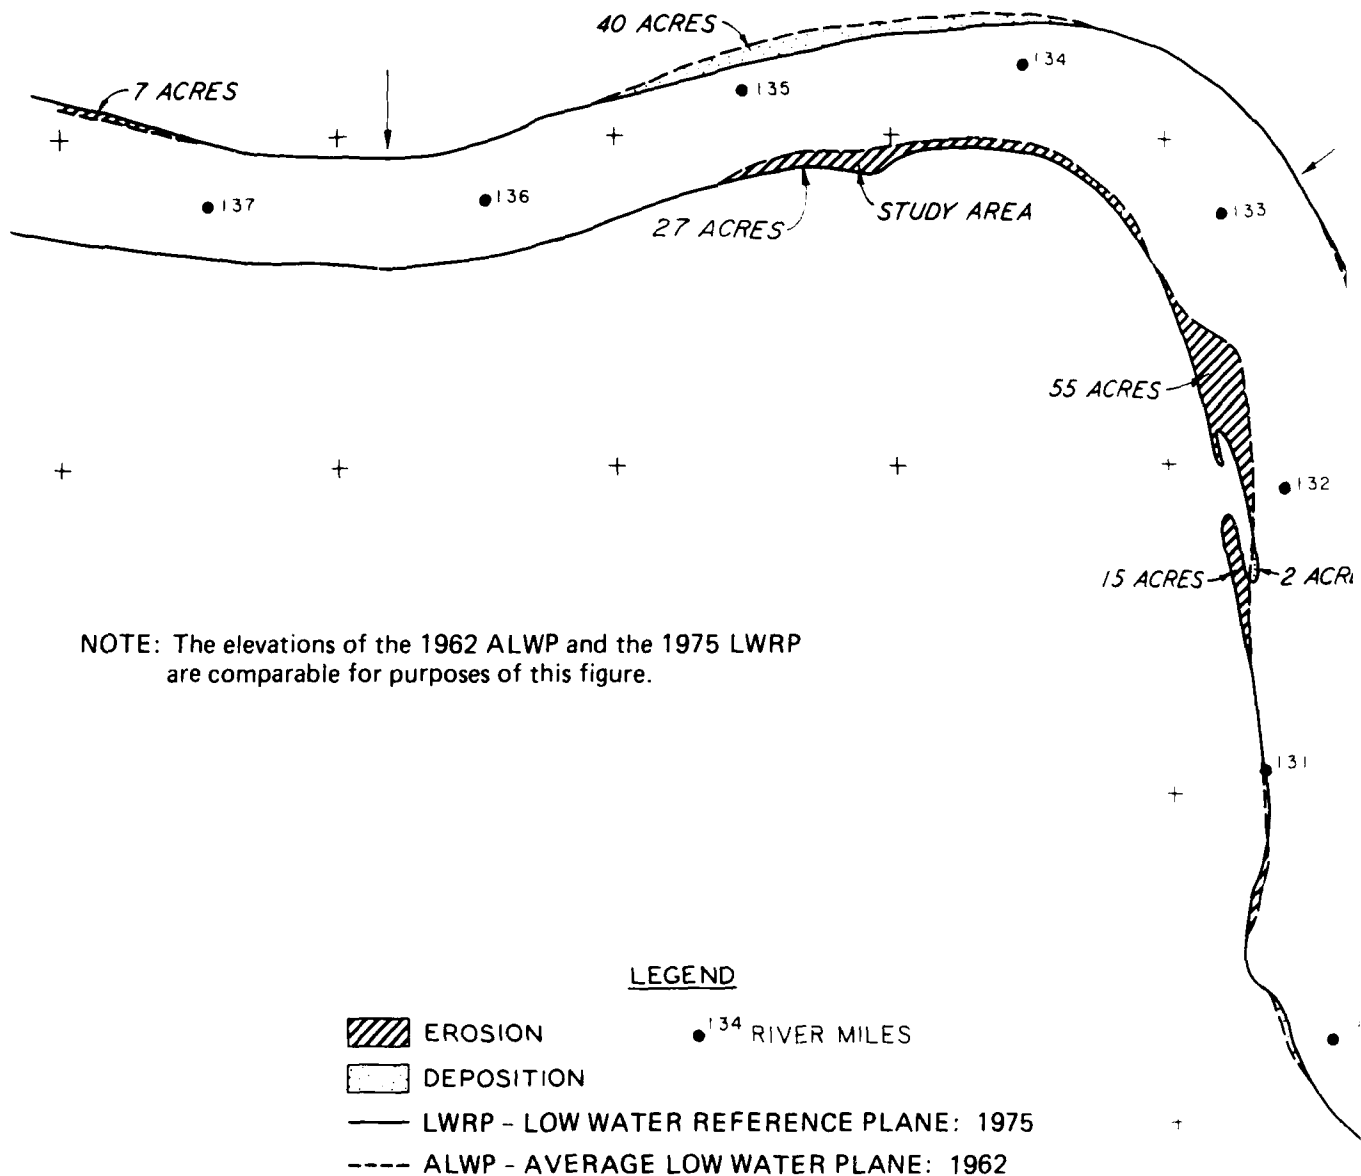 40 ACRES
134
135
7 ACRES
136
137
STUDY AREA
27 ACRES
133
55 ACRES
132
15 ACRES
2 ACRE
NOTE: The elevations of the 1962 ALWP and the 1975 LWRP
are comparable for purposes of this figure.
131
LEGEND
EROSION
134 RIVER MILES
DEPOSITION
LWRP - LOW WATER REFERENCE PLANE: 1975
ALWP - AVERAGE LOW WATER PLANE: 1962